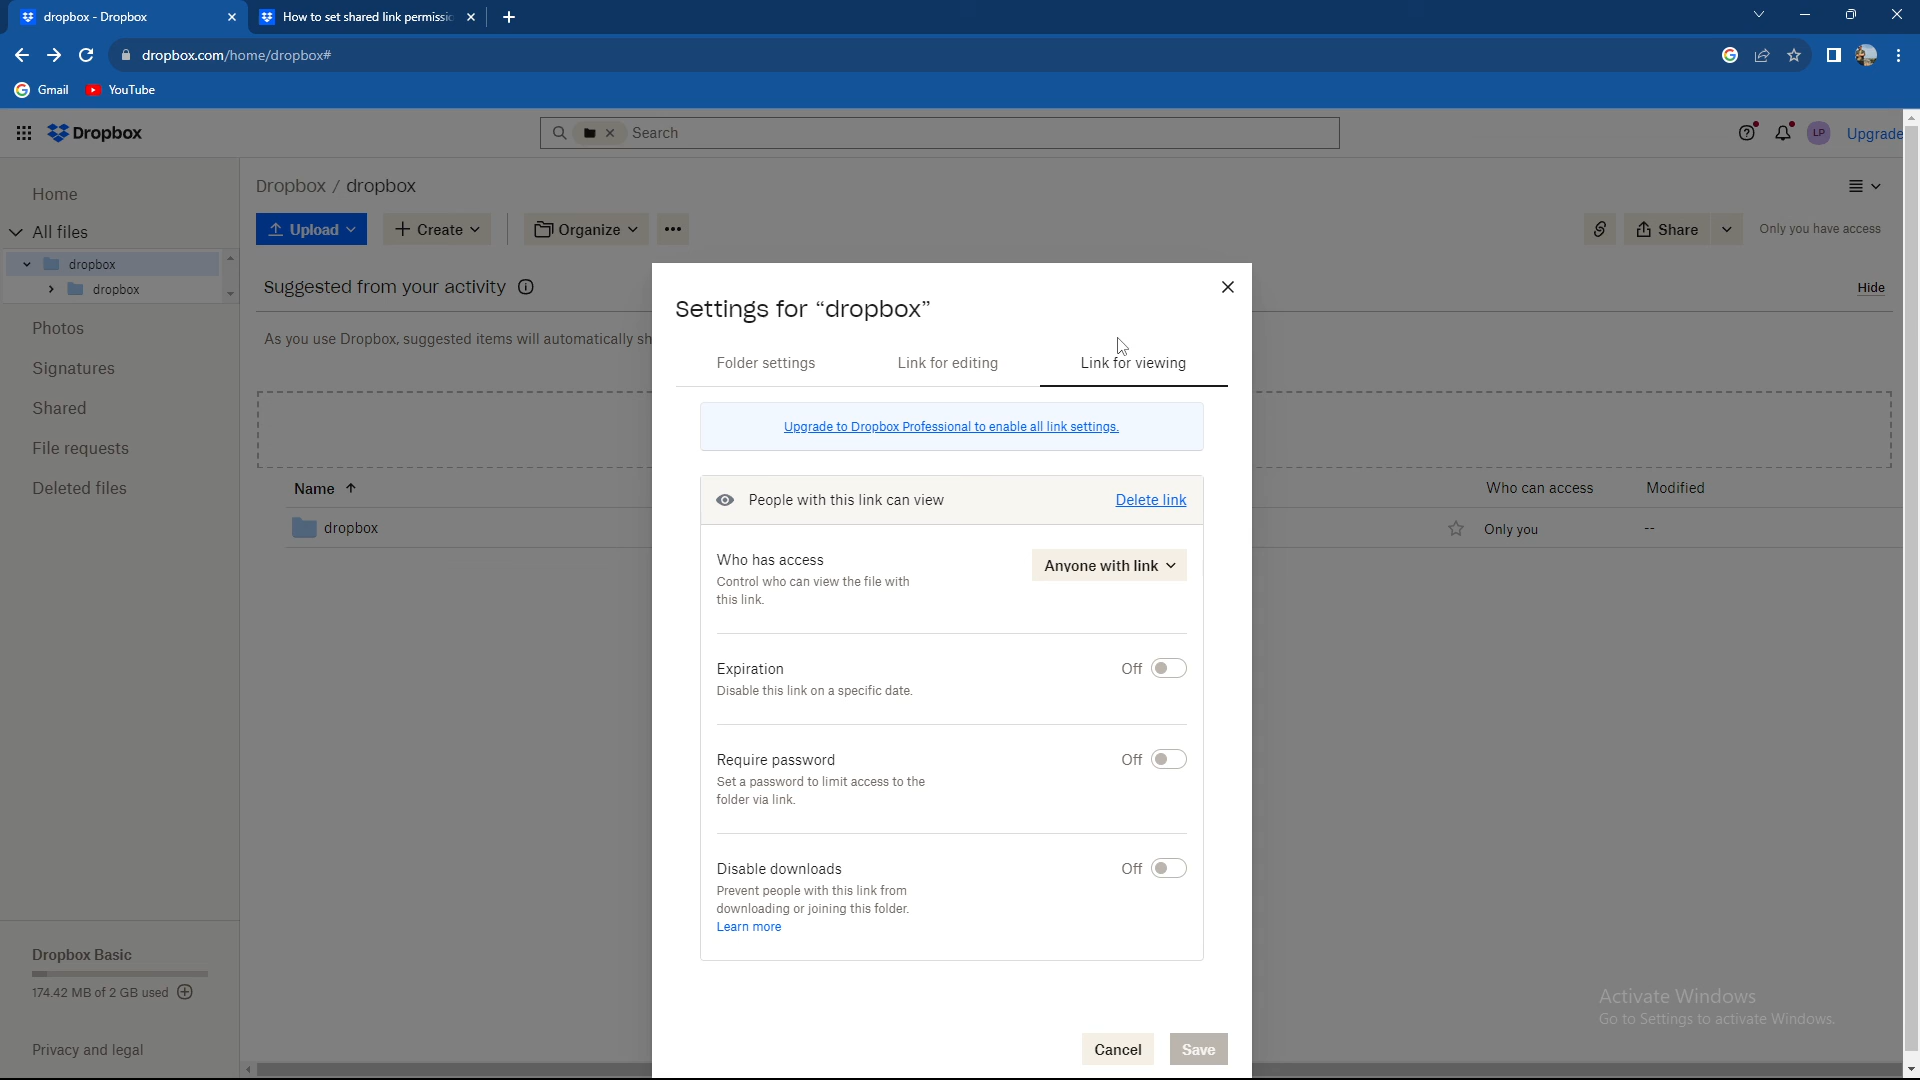 dropbox - Dropbox
How to set shared link permissio
dropbox.com/home/dropbox#
Gmail
YouTube
Dropbox
Search
LP
Upgrade
Home
All files
dropbox
dropbox
Photos
Signatures
Shared
File requests
Deleted files
Dropbox Basic
174.42 MB of 2 GB used
Privacy and legal
Dropbox / dropbox
Upload
Create
Organize
Share
Only you have access
Suggested from your activity
Hide
As you use Dropbox, suggested items will automatically sh
Name
Who can access
Modified
dropbox
Only you
--
Settings for “dropbox”
Folder settings
Link for editing
Link for viewing
Upgrade to Dropbox Professional to enable all link settings.
People with this link can view
Delete link
Who has access
Control who can view the file with
this link.
Anyone with link
Expiration
Disable this link on a specific date.
Off
Require password
Set a password to limit access to the
folder via link.
Off
Disable downloads
Prevent people with this link from
downloading or joining this folder.
Learn more
Off
Cancel
Save
Activate Windows
Go to Settings to activate Windows.